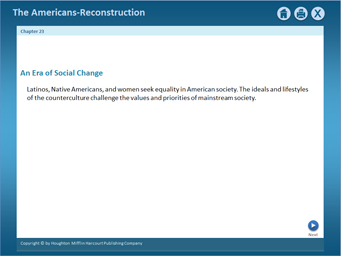 The Americans-Reconstruction
Chapter 23
An Era of Social Change
Latinos, Native Americans, and women seek equality in American society. The ideals and lifestyles
of the counterculture challenge the values and priorities of mainstream society.
Next
Copyright © by Houghton Mifflin Harcourt Publishing Company